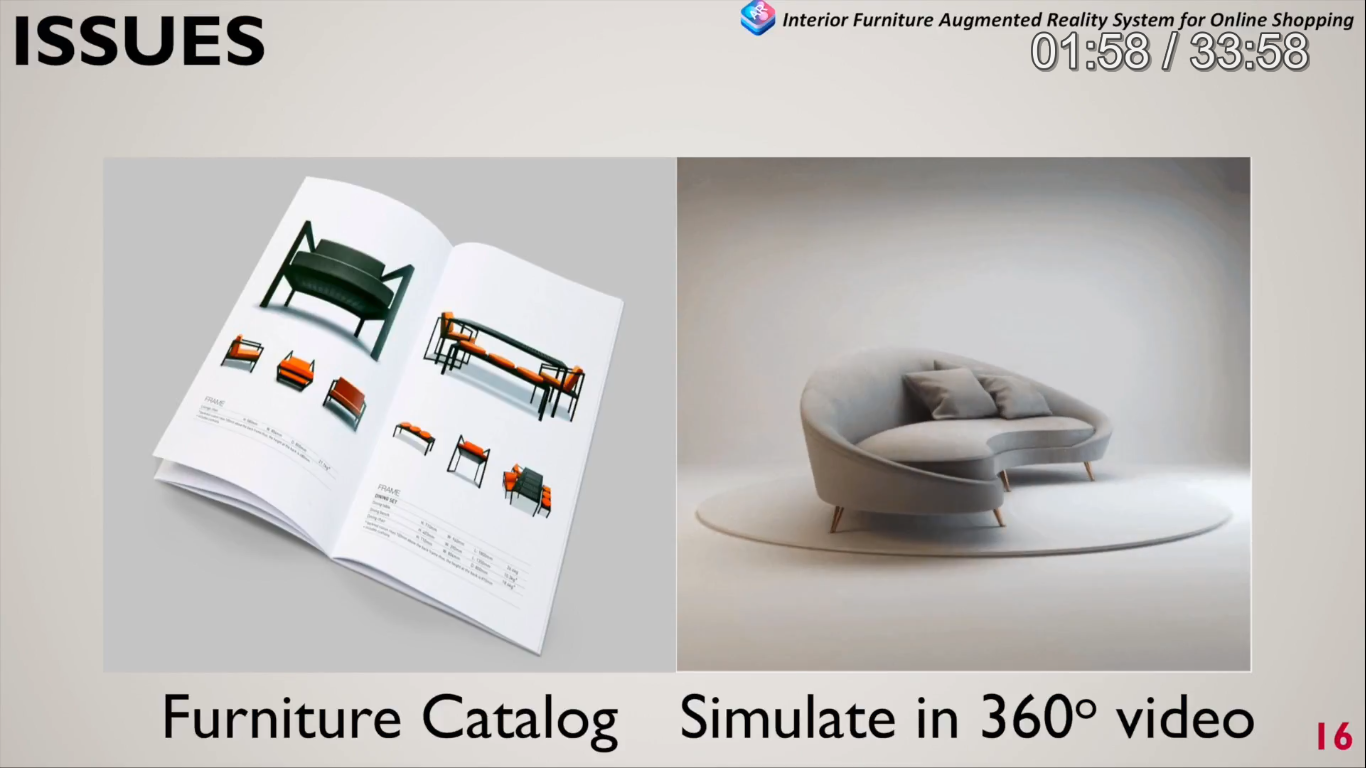 ISSUES
Interior Furniture Augmented Reality System for Online Shopping
01:58 / 33:58
FRAME
FRAME
DINING SET
Furniture Catalog
Simulate in 360° video
16